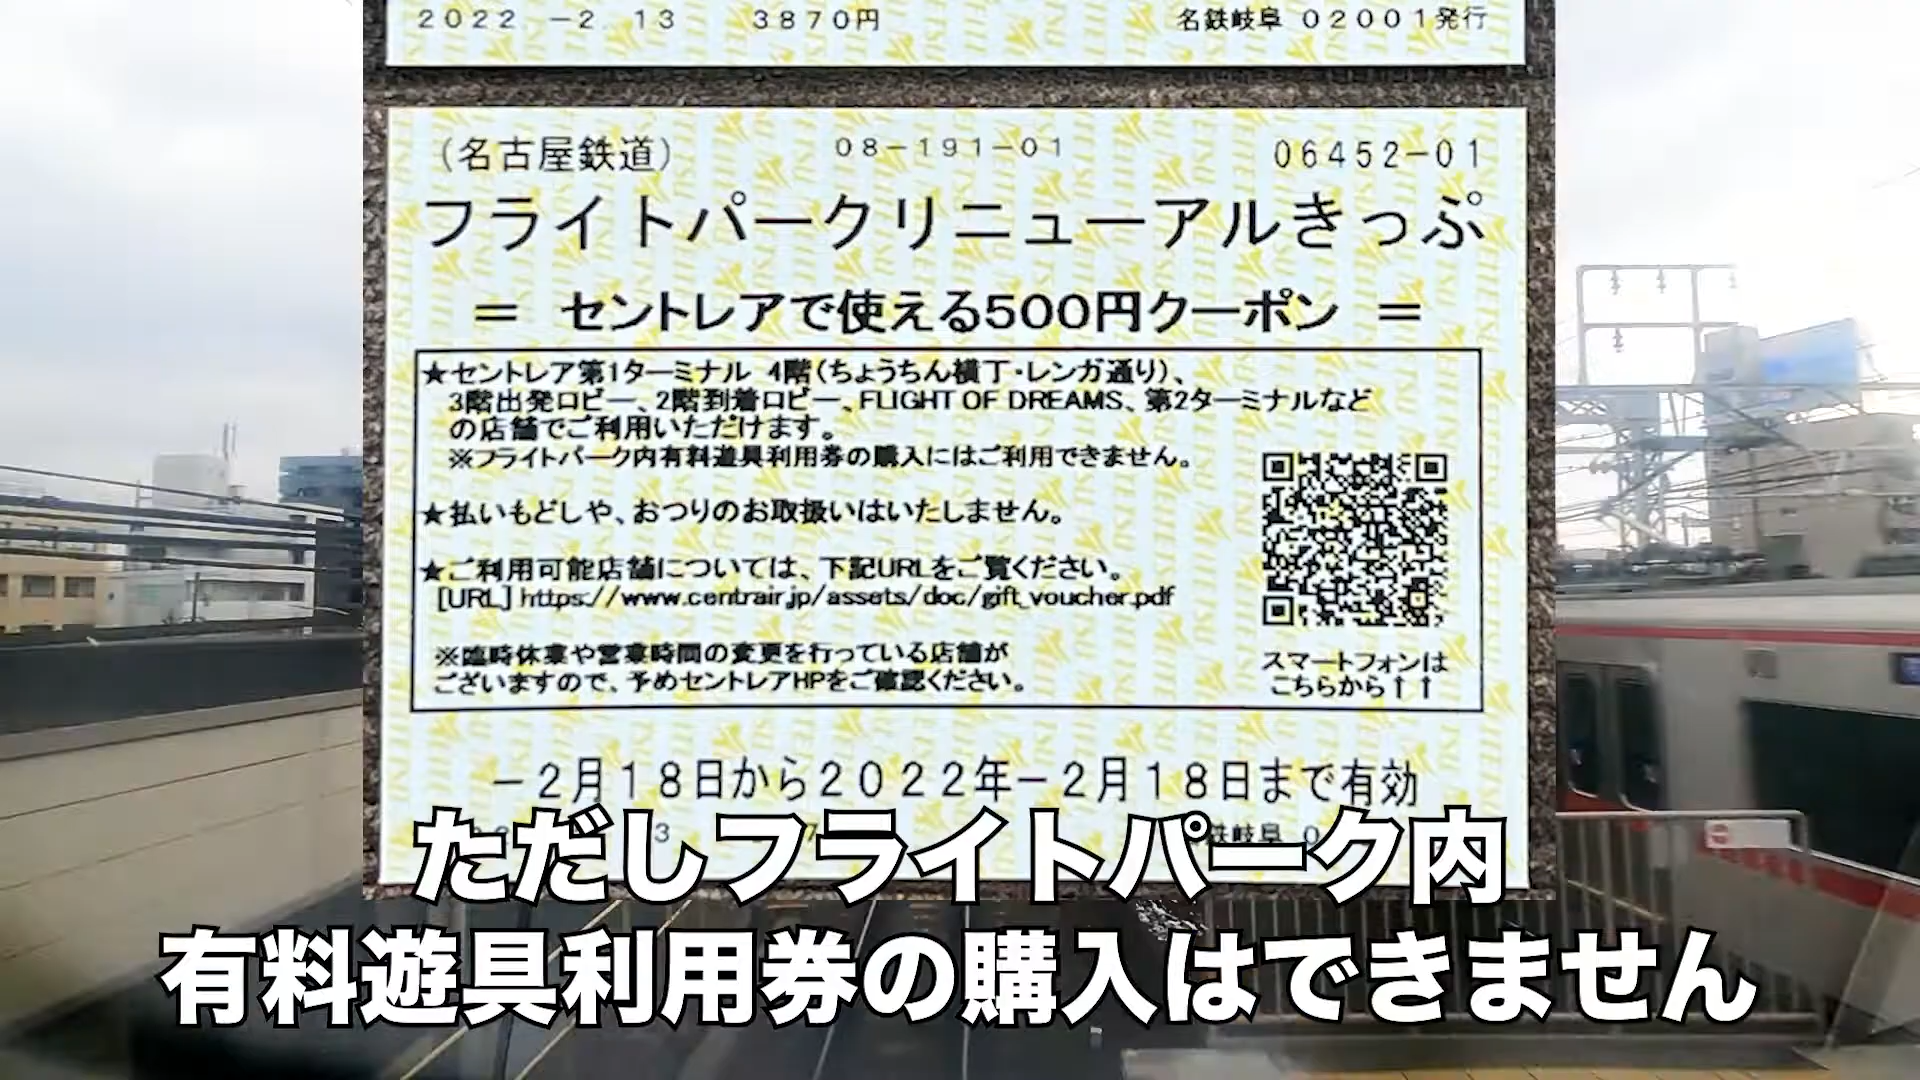 2022 -2. 13 3870円 名鉄岐阜 02001発行
(名古屋鉄道) 08-191-01 06452-01
フライトパークリニューアルきっぷ
= セントレアで使える500円クーポン =
★セントレア第1ターミナル 4階(ちょうちん横丁・レンガ通り)、
3階出発ロビー、2階到着ロビー、FLIGHT OF DREAMS、第2ターミナルなど
の店舗でご利用いただけます。
※フライトパーク内有料遊具利用券の購入にはご利用できません。
★払いもどしや、おつりのお取扱いはいたしません。
★ご利用可能店舗については、下記URLをご覧ください。
[URL]https://www.centrair.jp/assets/doc/gift_voucher.pdf
※臨時休業や営業時間の変更を行っている店舗が
ございますので、予めセントレアHPをご確認ください。
スマートフォンは
こちらから↑↑
-2月18日から2022年-2月18日まで有効
ただしフライトパーク内
有料遊具利用券の購入はできません